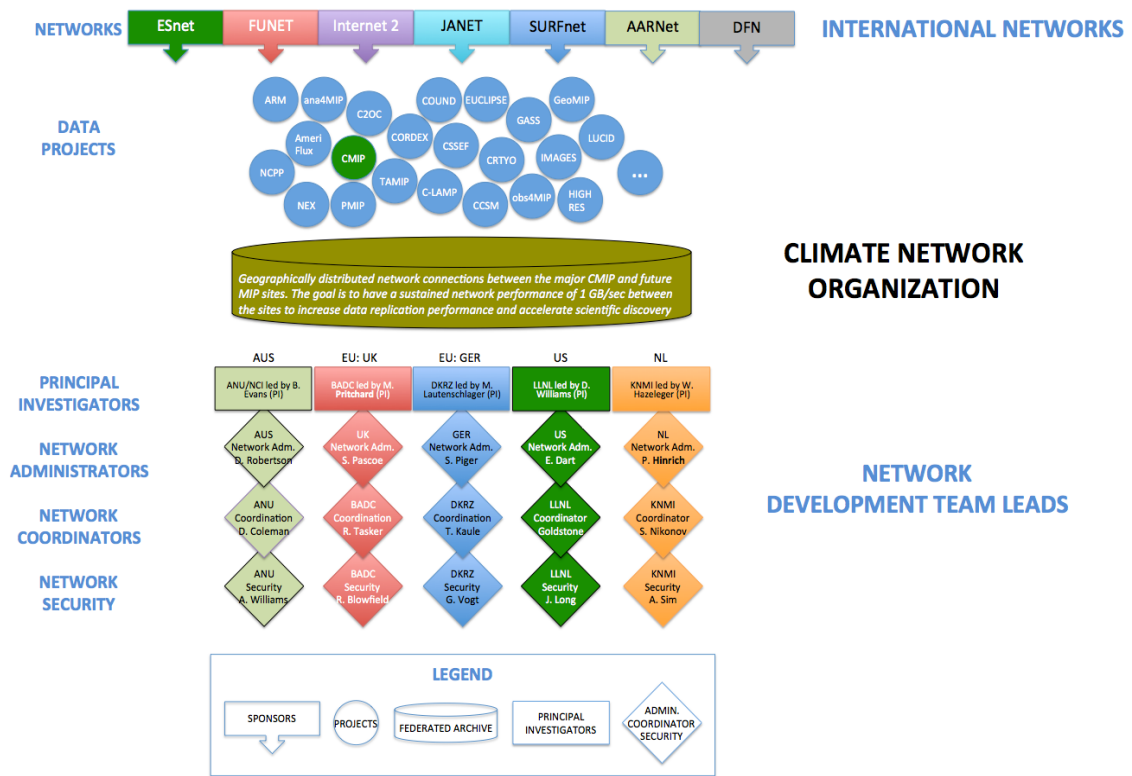 NETWORKS
ESnet
FUNET
Internet 2
JANET
SURFnet
AARNet
DFN
INTERNATIONAL NETWORKS
DATA
PROJECTS
ARM
ana4MIP
C2OC
COUND
EUCLIPSE
GASS
GeoMIP
LUCID
Ameri
Flux
CMIP
CORDEX
CSSEF
CRTYO
IMAGES
...
NCPP
TAMIP
C-LAMP
obs4MIP
HIGH
RES
NEX
PMIP
CCSM
Geographically distributed network connections between the major CMIP and future
MIP sites. The goal is to have a sustained network performance of 1 GB/sec between
the sites to increase data replication performance and accelerate scientific discovery
CLIMATE NETWORK
ORGANIZATION
AUS
EU: UK
EU: GER
US
NL
PRINCIPAL
INVESTIGATORS
ANU/NCI led by B.
Evans (PI)
BADC led by M.
Pritchard (PI)
DKRZ led by M.
Lautenschlager (PI)
LLNL led by D.
Williams (PI)
KNMI led by W.
Hazeleger (PI)
NETWORK
ADMINISTRATORS
AUS
Network Adm.
D. Robertson
UK
Network Adm.
S. Pascoe
GER
Network Adm.
S. Piger
US
Network Adm.
E. Dart
NL
Network Adm.
P. Hinrich
NETWORK
DEVELOPMENT TEAM LEADS
NETWORK
COORDINATORS
ANU
Coordination
D. Coleman
BADC
Coordination
R. Tasker
DKRZ
Coordination
T. Kaule
LLNL
Coordinator
Goldstone
KNMI
Coordinator
S. Nikonov
NETWORK
SECURITY
ANU
Security
A. Williams
BADC
Security
R. Blowfield
DKRZ
Security
G. Vogt
LLNL
Security
J. Long
KNMI
Security
A. Sim
LEGEND
SPONSORS
PROJECTS
FEDERATED ARCHIVE
PRINCIPAL
INVESTIGATORS
ADMIN.
COORDINATOR
SECURITY